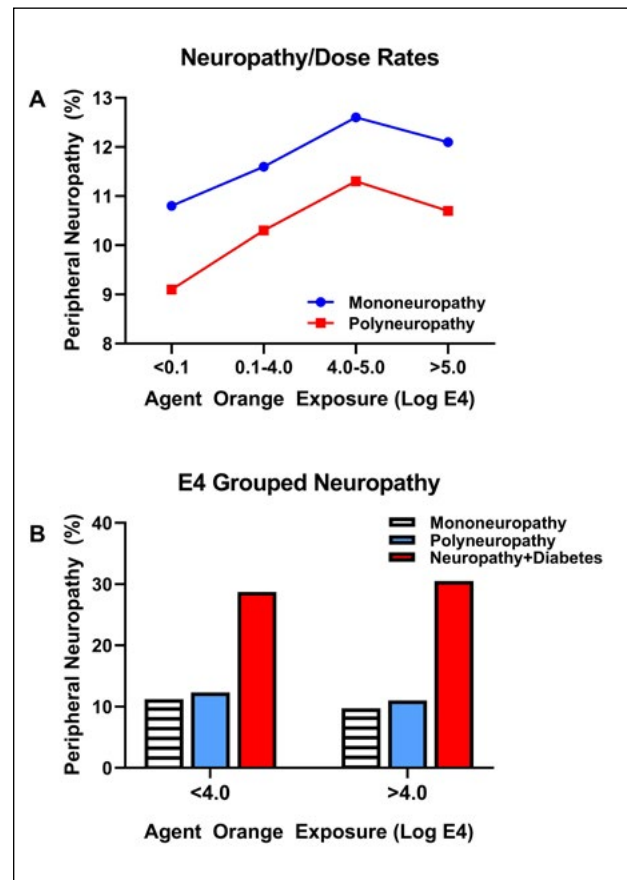 Neuropathy/Dose Rates
A
Peripheral Neuropathy (%)
13
12
11
10
9
8
Mononeuropathy
Polyneuropathy
<0.1
0.1-4.0
4.0-5.0
>5.0
Agent Orange Exposure (Log E4)
E4 Grouped Neuropathy
B
Peripheral Neuropathy (%)
40
30
20
10
0
Mononeuropathy
Polyneuropathy
Neuropathy+Diabetes
<4.0
>4.0
Agent Orange Exposure (Log E4)